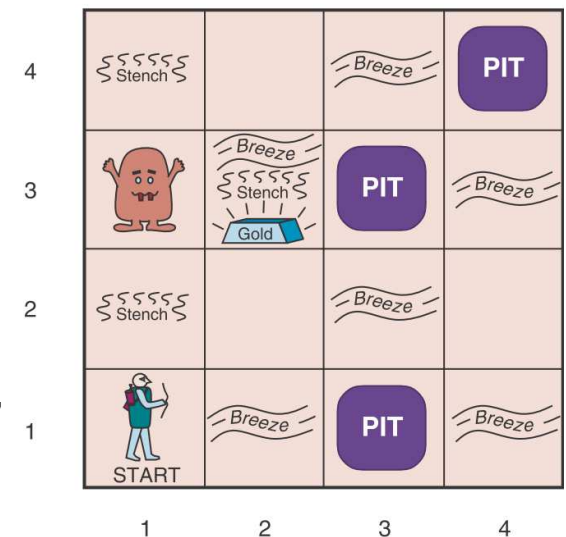 4
Stench
Breeze
PIT
3
Breeze
Stench
Gold
PIT
Breeze
2
Stench
Breeze
1
START
Breeze
PIT
Breeze
1 2 3 4